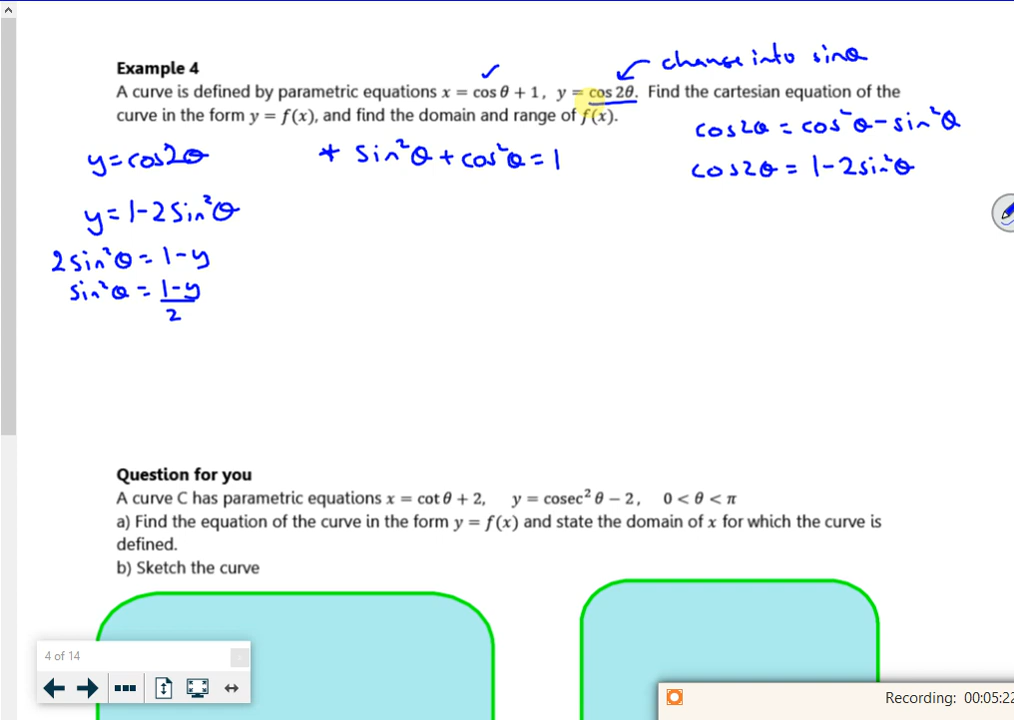 change into sinθ
Example 4
A curve is defined by parametric equations x = cos θ + 1, y = cos 2θ. Find the cartesian equation of the
curve in the form y = f(x), and find the domain and range of f(x).
cos2θ = cos²θ - sin²θ
y = cos2θ
* sin²θ + cos²θ = 1
cos2θ = 1 - 2sin²θ
y = 1 - 2sin²θ
2sin²θ = 1 - y
sin²θ = (1 - y)/2
Question for you
A curve C has parametric equations x = cot θ + 2, y = cosec² θ − 2, 0 < θ < π
a) Find the equation of the curve in the form y = f(x) and state the domain of x for which the curve is
defined.
b) Sketch the curve
4 of 14
Recording: 00:05:22